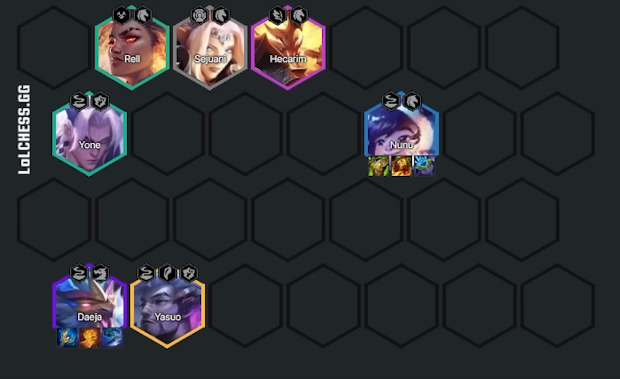 Rell
Sejuani
Hecarim
LoLCHESS.GG
Yone
Nunu
Daeja
Yasuo